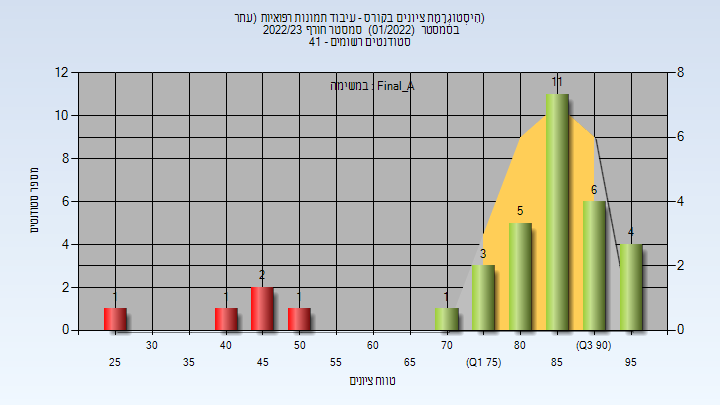 (הִיסְטוֹגְרָמַת ציונים בקורס - עיבוד תמונות רפואיות (עתר
בסמסטר (01/2022) סמסטר חורף 2022/23
סטודנטים רשומים - 41
במשימה : Final_A
מספר סטודנטים
12 10 8 6 4 2 0
8 6 4 2 0
1 1 2 1 1 3 5 11 6 4
30 40 50 60 70 80 (Q3 90)
25 35 45 55 65 (Q1 75) 85 95
טווח ציונים